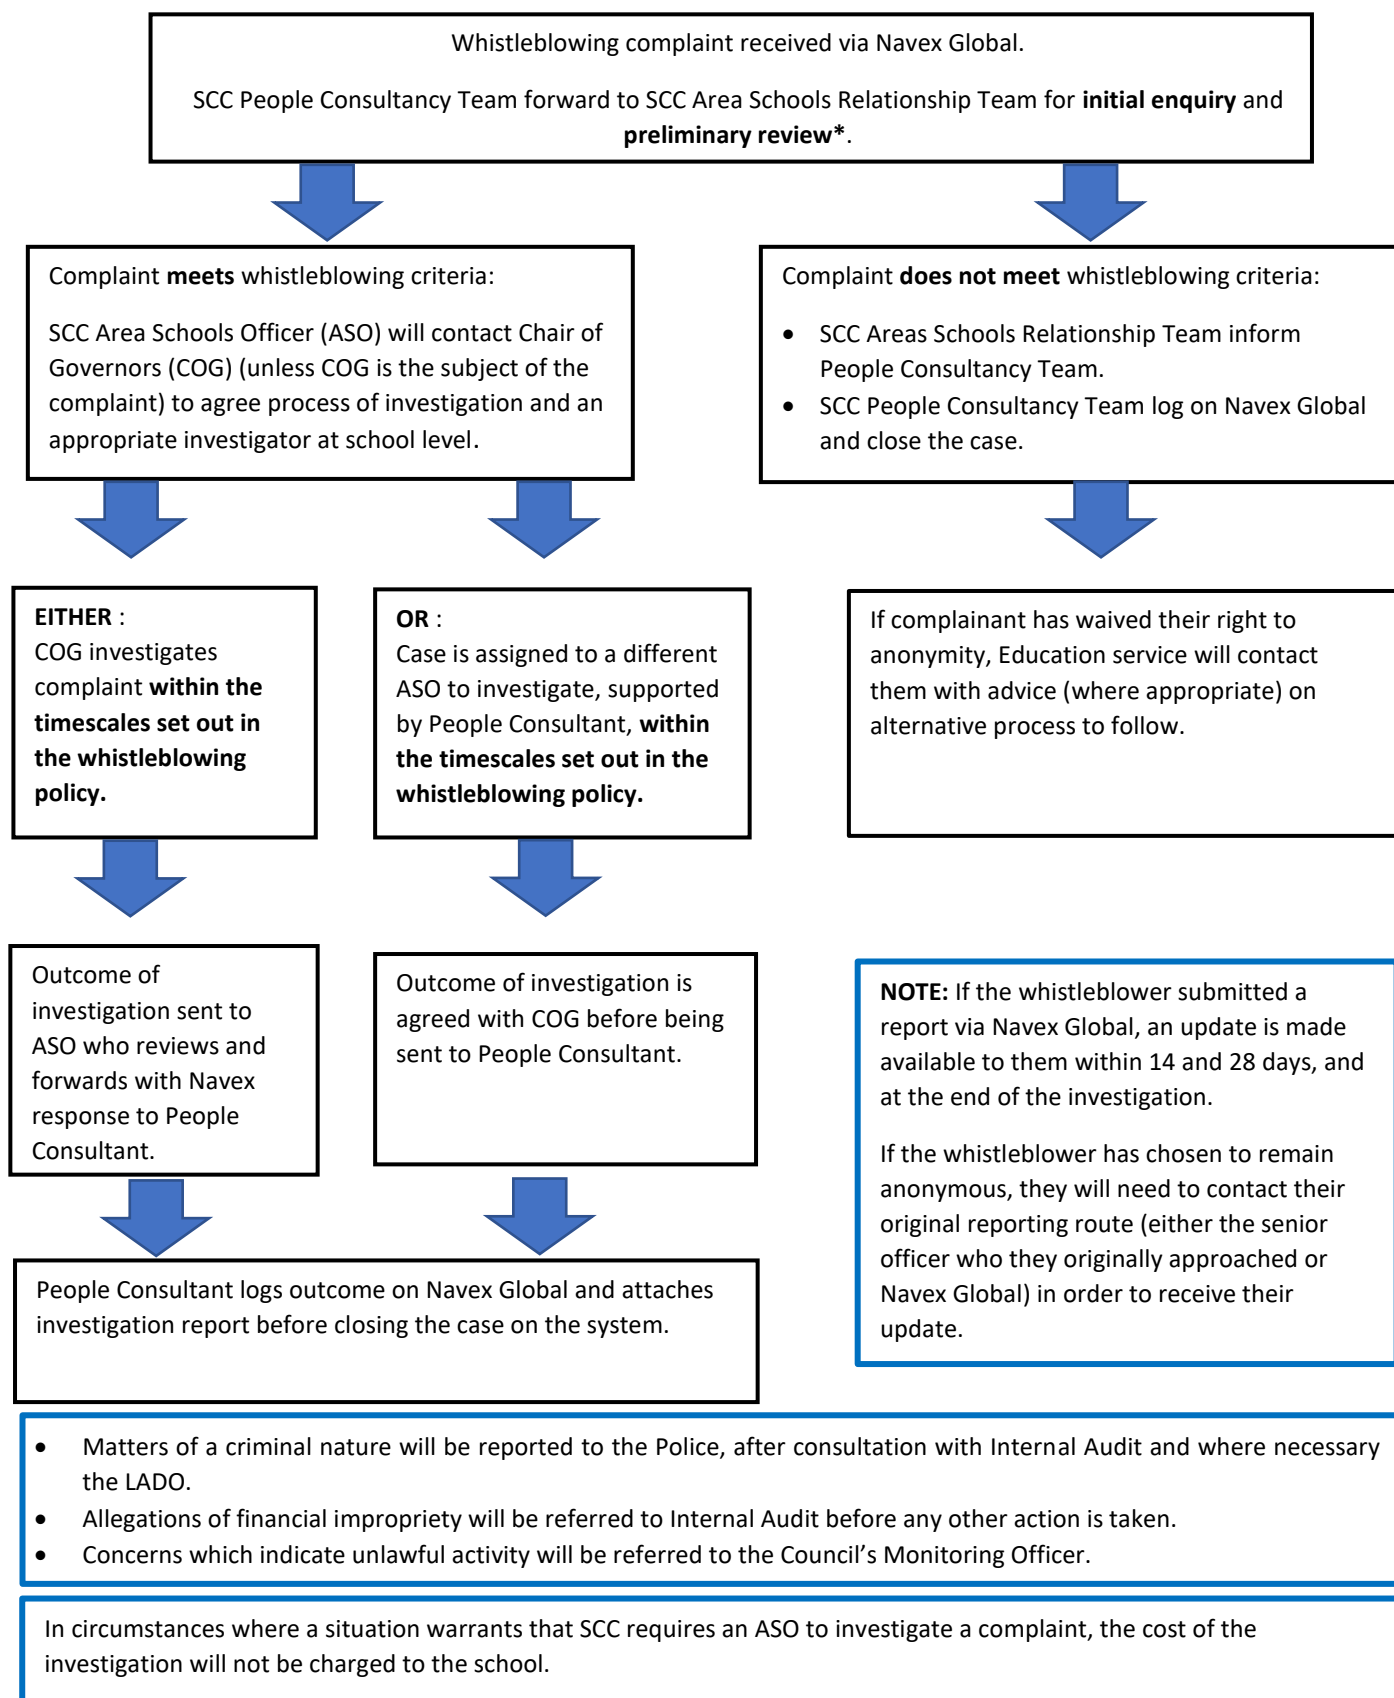 Whistleblowing complaint received via Navex Global.
SCC People Consultancy Team forward to SCC Area Schools Relationship Team for initial enquiry and
preliminary review*.
Complaint meets whistleblowing criteria:
SCC Area Schools Officer (ASO) will contact Chair of
Governors (COG) (unless COG is the subject of the
complaint) to agree process of investigation and an
appropriate investigator at school level.
Complaint does not meet whistleblowing criteria:
• SCC Areas Schools Relationship Team inform
People Consultancy Team.
• SCC People Consultancy Team log on Navex Global
and close the case.
EITHER :
COG investigates
complaint within the
timescales set out in
the whistleblowing
policy.
OR :
Case is assigned to a different
ASO to investigate, supported
by People Consultant, within
the timescales set out in the
whistleblowing policy.
If complainant has waived their right to
anonymity, Education service will contact
them with advice (where appropriate) on
alternative process to follow.
Outcome of
investigation sent to
ASO who reviews and
forwards with Navex
response to People
Consultant.
Outcome of investigation is
agreed with COG before being
sent to People Consultant.
NOTE: If the whistleblower submitted a
report via Navex Global, an update is made
available to them within 14 and 28 days, and
at the end of the investigation.
If the whistleblower has chosen to remain
anonymous, they will need to contact their
original reporting route (either the senior
officer who they originally approached or
Navex Global) in order to receive their
update.
People Consultant logs outcome on Navex Global and attaches
investigation report before closing the case on the system.
• Matters of a criminal nature will be reported to the Police, after consultation with Internal Audit and where necessary
the LADO.
• Allegations of financial impropriety will be referred to Internal Audit before any other action is taken.
• Concerns which indicate unlawful activity will be referred to the Council’s Monitoring Officer.
In circumstances where a situation warrants that SCC requires an ASO to investigate a complaint, the cost of the
investigation will not be charged to the school.